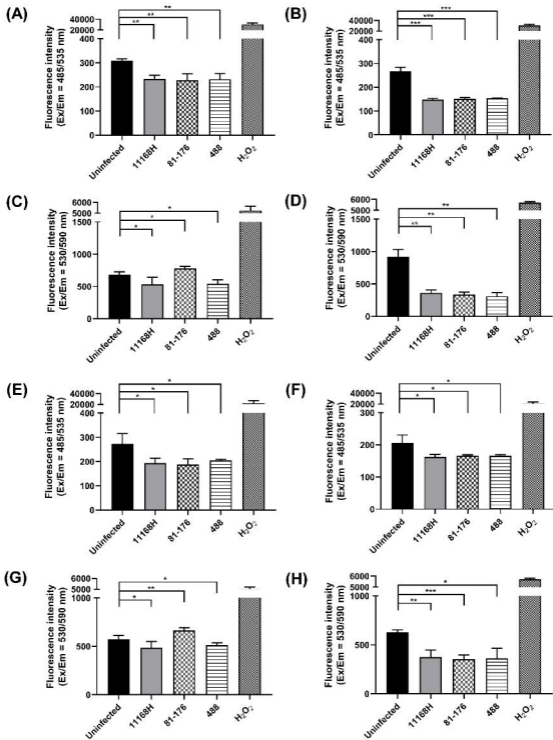 (A)
Fluorescence intensity
(Ex/Em = 485/535 nm)
40000
20000
400
300
200
100
0
**
**
**
Uninfected
11168H
81-176
488
H2O2
(B)
Fluorescence intensity
(Ex/Em = 485/535 nm)
40000
20000
400
300
200
100
0
***
***
***
Uninfected
11168H
81-176
488
H2O2
(C)
Fluorescence intensity
(Ex/Em = 530/590 nm)
6000
5000
1500
1000
500
0
*
*
*
Uninfected
11168H
81-176
488
H2O2
(D)
Fluorescence intensity
(Ex/Em = 530/590 nm)
6000
5000
1500
1000
500
0
**
**
**
Uninfected
11168H
81-176
488
H2O2
(E)
Fluorescence intensity
(Ex/Em = 485/535 nm)
40000
20000
400
300
200
100
0
*
*
*
Uninfected
11168H
81-176
488
H2O2
(F)
Fluorescence intensity
(Ex/Em = 485/535 nm)
40000
20000
300
200
100
0
*
*
*
Uninfected
11168H
81-176
488
H2O2
(G)
Fluorescence intensity
(Ex/Em = 530/590 nm)
6000
5000
1000
500
0
*
**
*
Uninfected
11168H
81-176
488
H2O2
(H)
Fluorescence intensity
(Ex/Em = 530/590 nm)
6000
5000
1000
500
0
*
***
**
Uninfected
11168H
81-176
488
H2O2